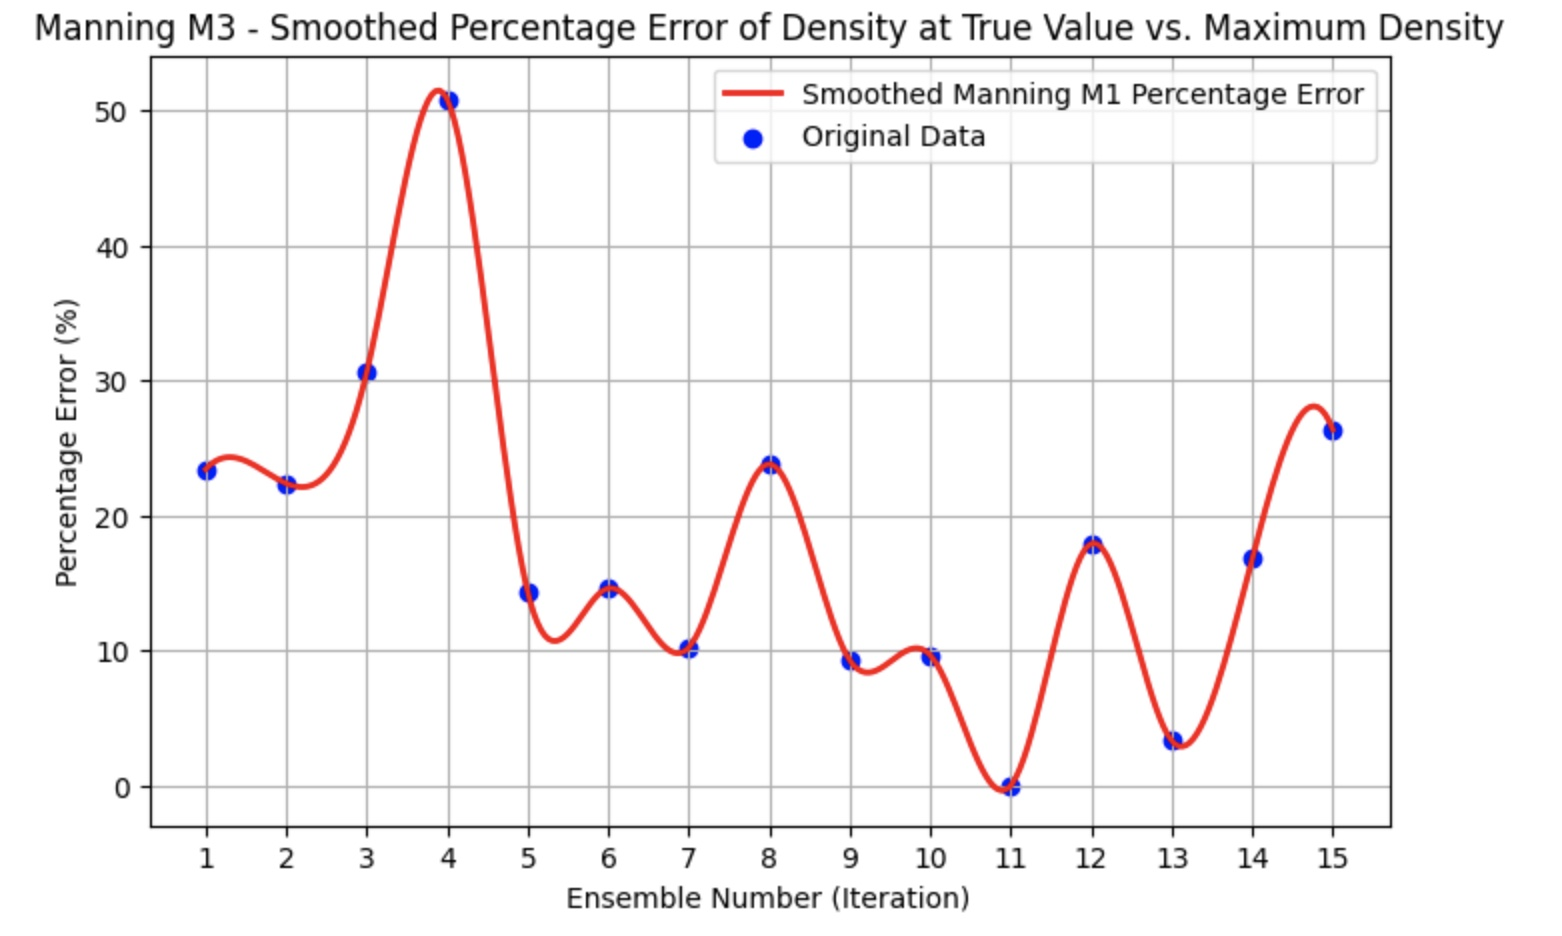 Manning M3 - Smoothed Percentage Error of Density at True Value vs. Maximum Density
Smoothed Manning M1 Percentage Error
Original Data
Percentage Error (%)
50
40
30
20
10
0
1 2 3 4 5 6 7 8 9 10 11 12 13 14 15
Ensemble Number (Iteration)